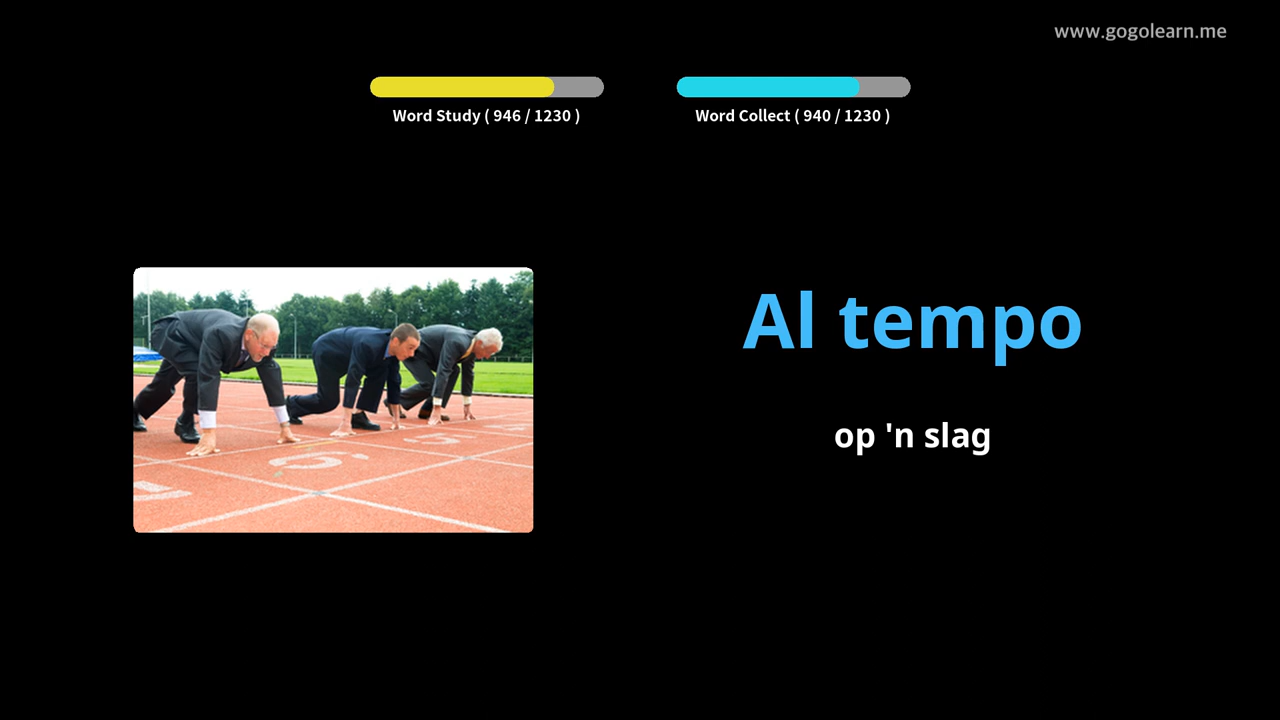 www.gogolearn.me
Word Study ( 946 / 1230 )
Word Collect ( 940 / 1230 )
Al tempo
op 'n slag